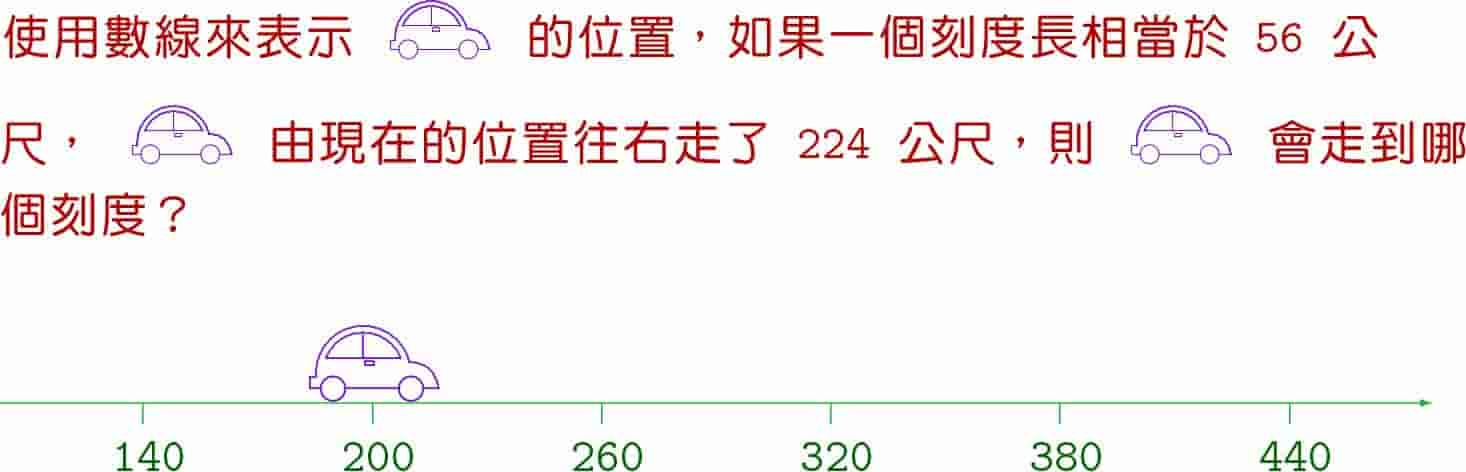 使用數線來表示 的位置，如果一個刻度長相當於 56 公
尺， 由現在的位置往右走了 224 公尺，則 會走到哪
個刻度？
140 200 260 320 380 440